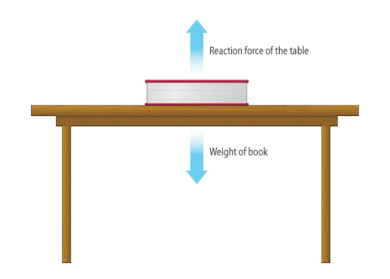 Reaction force of the table
Weight of book